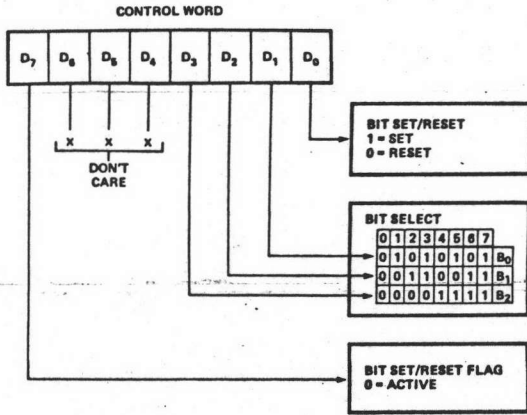 CONTROL WORD
D7 D6 D5 D4 D3 D2 D1 D0
X X X
DON'T
CARE
BIT SET/RESET
1 = SET
0 = RESET
BIT SELECT
0 1 2 3 4 5 6 7
0 1 0 1 0 1 0 1 B0
0 0 1 1 0 0 1 1 B1
0 0 0 0 1 1 1 1 B2
BIT SET/RESET FLAG
0 = ACTIVE